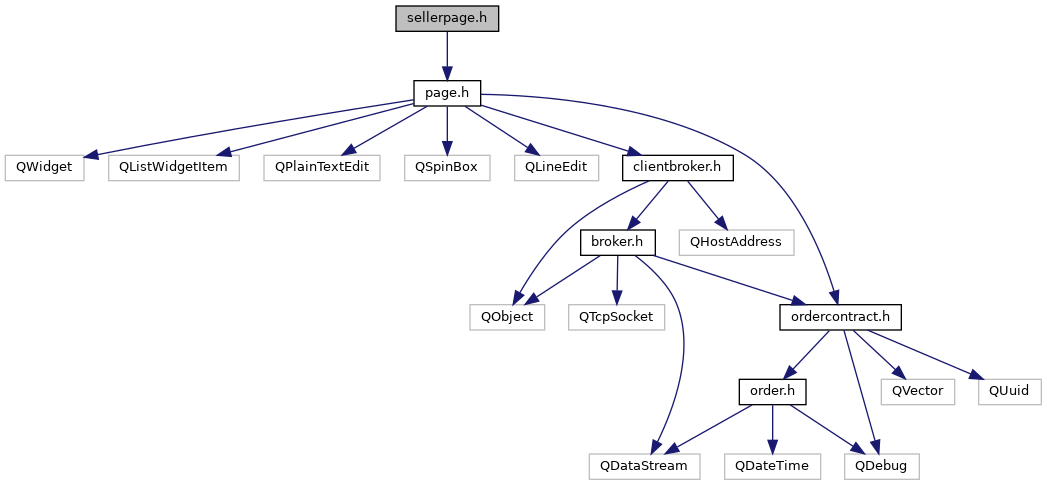 sellerpage.h
page.h
QWidget
QListWidgetItem
QPlainTextEdit
QSpinBox
QLineEdit
clientbroker.h
broker.h
QHostAddress
QObject
QTcpSocket
ordercontract.h
order.h
QVector
QUuid
QDataStream
QDateTime
QDebug